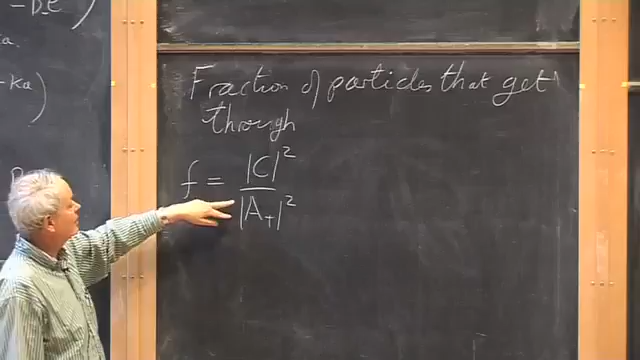 Fraction of particles that get
through
f = |C|² / |A₊|²